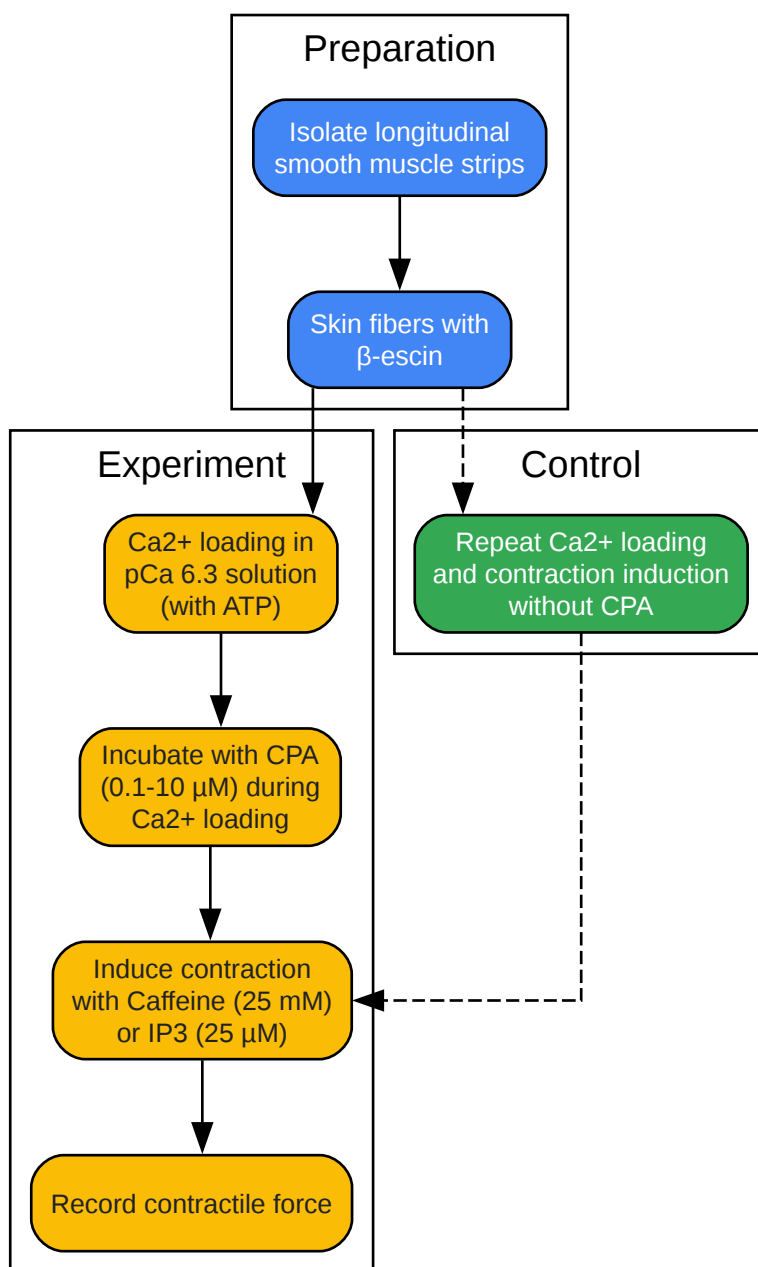 Preparation
Isolate longitudinal
smooth muscle strips
Skin fibers with
β-escin
Experiment
Ca2+ loading in
pCa 6.3 solution
(with ATP)
Incubate with CPA
(0.1-10 µM) during
Ca2+ loading
Induce contraction
with Caffeine (25 mM)
or IP3 (25 µM)
Record contractile force
Control
Repeat Ca2+ loading
and contraction induction
without CPA